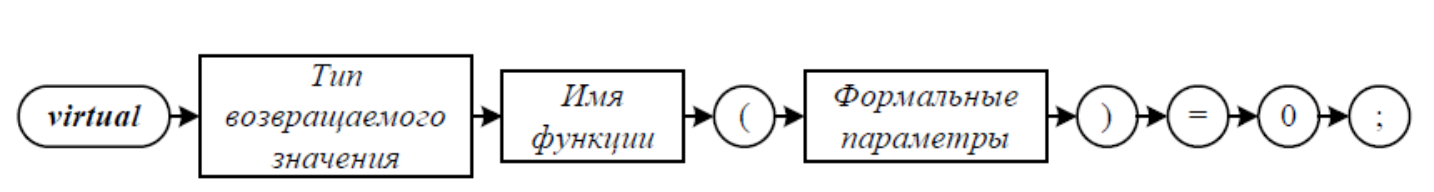 virtual
Тип
возвращаемого
значения
Имя
функции
(
Формальные
параметры
)
=
0
;